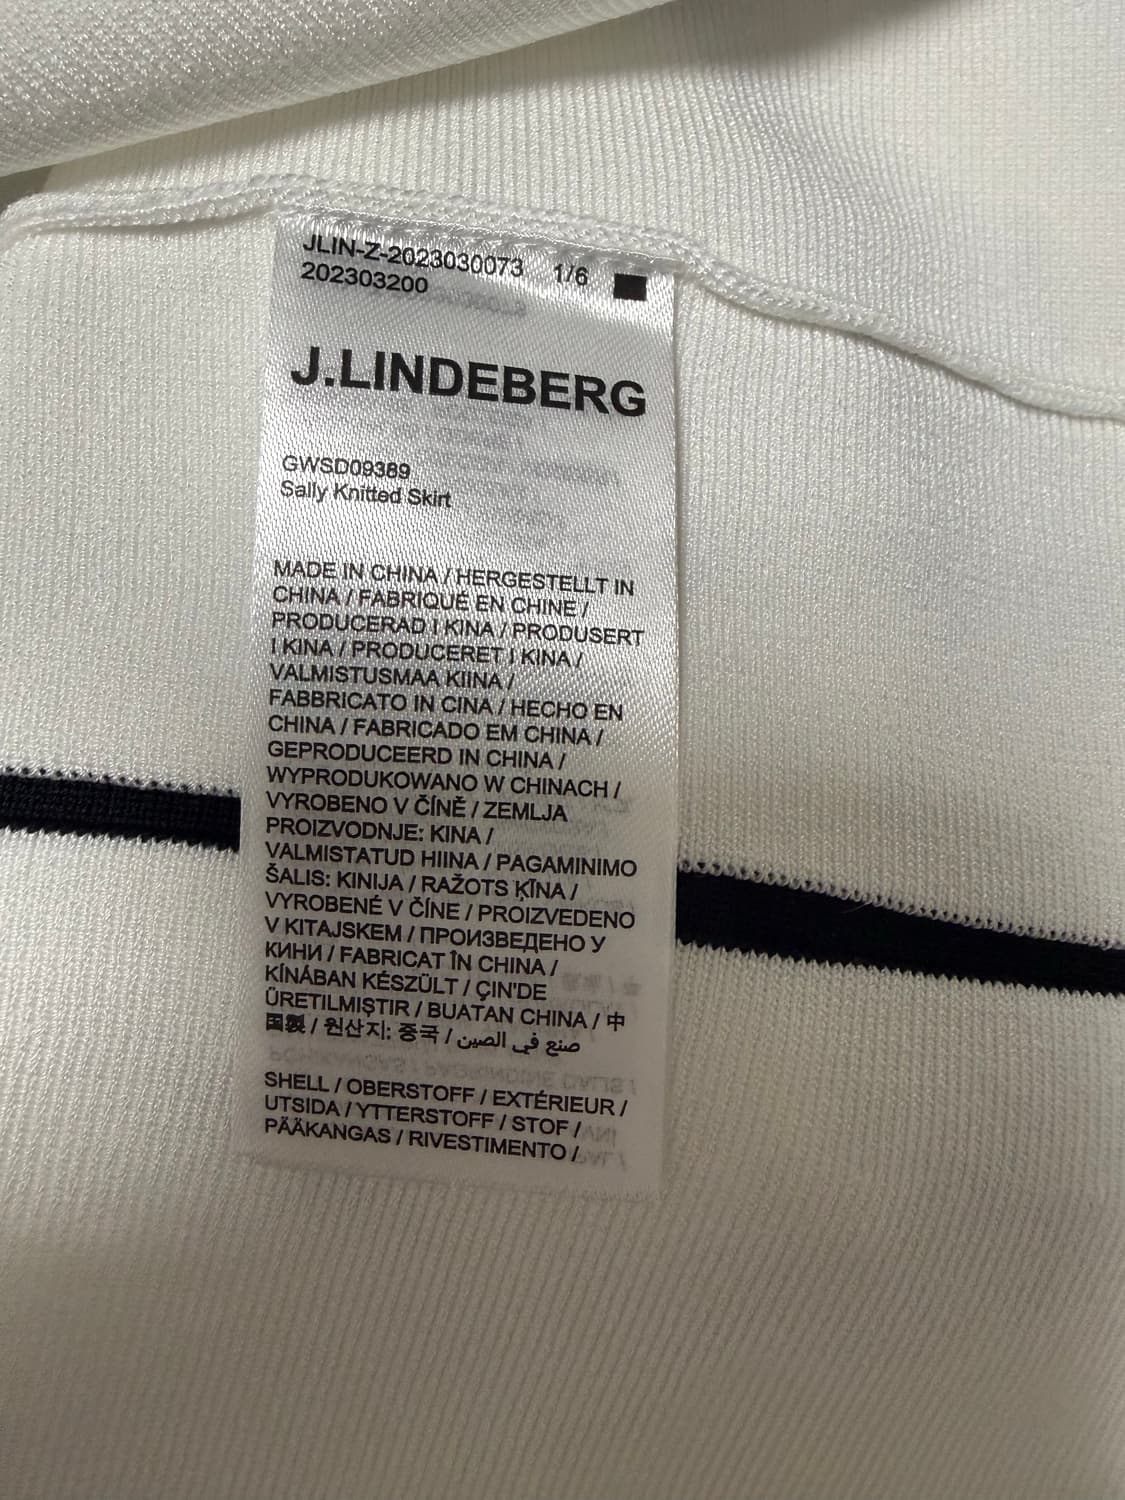 JLIN-Z-2023030073 1/6
202303200
J.LINDEBERG
GWSD09389
Sally Knitted Skirt
MADE IN CHINA / HERGESTELLT IN
CHINA / FABRIQUÉ EN CHINE /
PRODUCERAD I KINA / PRODUSERT
I KINA / PRODUCERET I KINA /
VALMISTUSMAA KIINA /
FABBRICATO IN CINA / HECHO EN
CHINA / FABRICADO EM CHINA /
GEPRODUCEERD IN CHINA /
WYPRODUKOWANO W CHINACH /
VYROBENO V ČÍNĚ / ZEMLJA
PROIZVODNJE: KINA /
VALMISTATUD HIINA / PAGAMINIMO
ŠALIS: KINIJA / RAŽOTS ĶĪNA /
VYROBENÉ V ČÍNE / PROIZVEDENO
V KITAJSKEM / ПРОИЗВЕДЕНО У
КИНИ / FABRICAT ÎN CHINA /
KÍNÁBAN KÉSZÜLT / ÇIN'DE
ÜRETILMIŞTIR / BUATAN CHINA / 中
国製 / 원산지: 중국 / صنع في الصين
SHELL / OBERSTOFF / EXTÉRIEUR /
UTSIDA / YTTERSTOFF / STOF /
PÄÄKANGAS / RIVESTIMENTO /